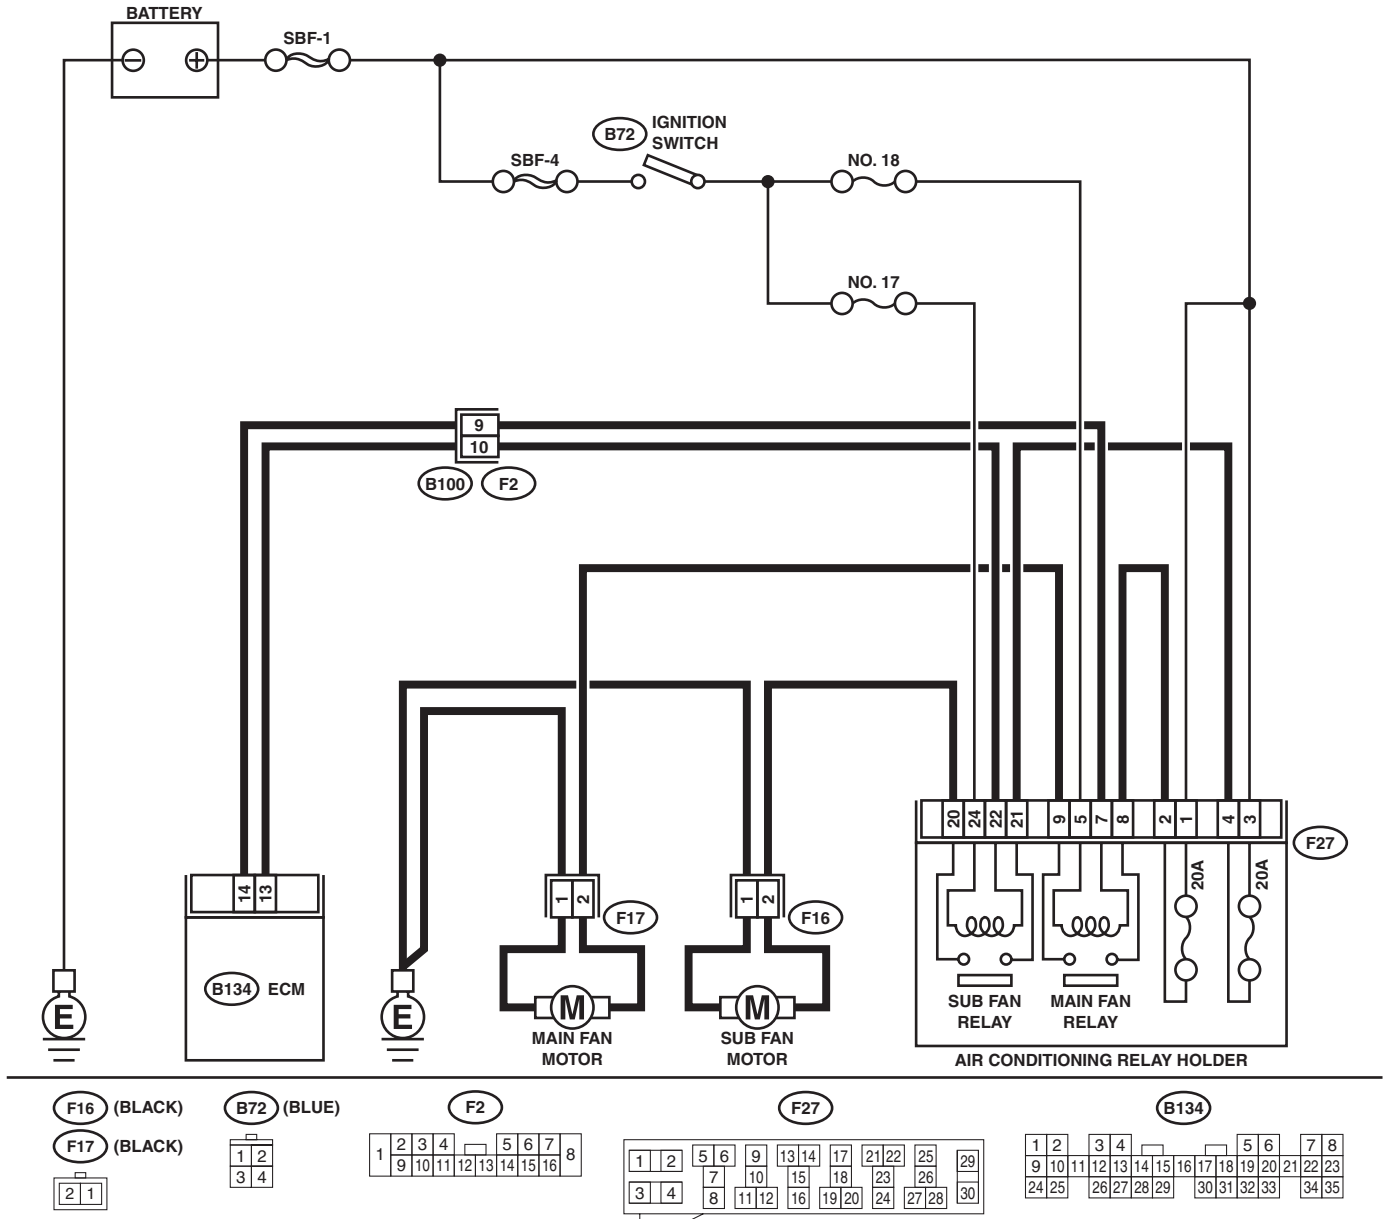 BATTERY
SBF-1
B72
IGNITION
SWITCH
SBF-4
NO. 18
NO. 17
9
10
B100
F2
20 24 22 21 9 5 7 8 2 1 4 3
F27
14 13
1 2
F17
1 2
F16
20A
20A
B134 ECM
E
E
M
M
MAIN FAN
MOTOR
SUB FAN
MOTOR
SUB FAN
RELAY
MAIN FAN
RELAY
AIR CONDITIONING RELAY HOLDER
F16 (BLACK)
F17 (BLACK)
2 1
B72 (BLUE)
1 2
3 4
F2
1 2 3 4 5 6 7 8
9 10 11 12 13 14 15 16
F27
1 2 5 6 9 13 14 17 21 22 25 29
7 10 15 18 23 26
3 4 8 11 12 16 19 20 24 27 28 30
B134
1 2 3 4 5 6 7 8
9 10 11 12 13 14 15 16 17 18 19 20 21 22 23
24 25 26 27 28 29 30 31 32 33 34 35